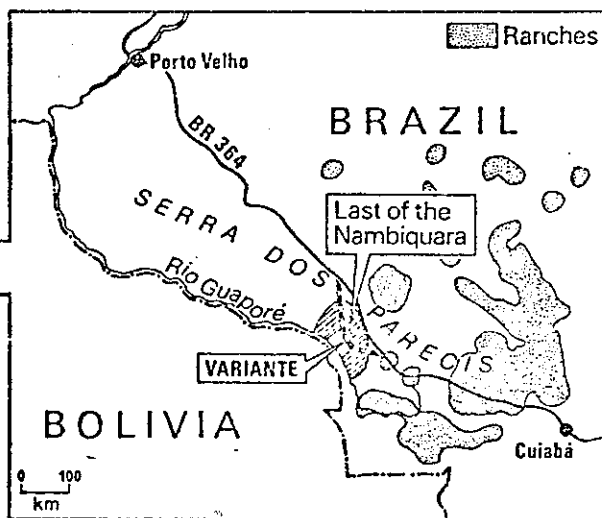 Ranches
Porto Velho
BRAZIL
BR 364
Last of the
Nambiquara
SERRA DOS PARECIS
Río Guaporé
VARIANTE
BOLIVIA
Cuiabá
0 100
km